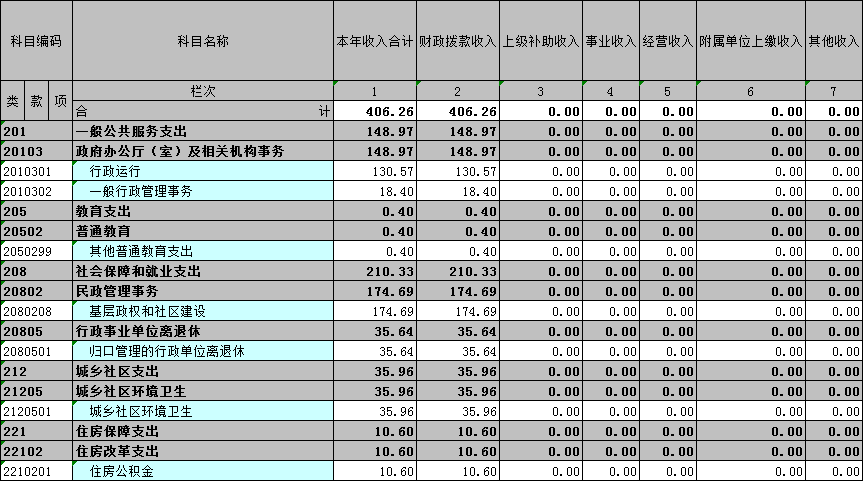 科目编码 科目名称 本年收入合计 财政拨款收入 上级补助收入 事业收入 经营收入 附属单位上缴收入 其他收入
类 款 项 栏次 1 2 3 4 5 6 7
合 计 406.26 406.26 0.00 0.00 0.00 0.00 0.00
201 一般公共服务支出 148.97 148.97 0.00 0.00 0.00 0.00 0.00
20103 政府办公厅（室）及相关机构事务 148.97 148.97 0.00 0.00 0.00 0.00 0.00
2010301 行政运行 130.57 130.57 0.00 0.00 0.00 0.00 0.00
2010302 一般行政管理事务 18.40 18.40 0.00 0.00 0.00 0.00 0.00
205 教育支出 0.40 0.40 0.00 0.00 0.00 0.00 0.00
20502 普通教育 0.40 0.40 0.00 0.00 0.00 0.00 0.00
2050299 其他普通教育支出 0.40 0.40 0.00 0.00 0.00 0.00 0.00
208 社会保障和就业支出 210.33 210.33 0.00 0.00 0.00 0.00 0.00
20802 民政管理事务 174.69 174.69 0.00 0.00 0.00 0.00 0.00
2080208 基层政权和社区建设 174.69 174.69 0.00 0.00 0.00 0.00 0.00
20805 行政事业单位离退休 35.64 35.64 0.00 0.00 0.00 0.00 0.00
2080501 归口管理的行政单位离退休 35.64 35.64 0.00 0.00 0.00 0.00 0.00
212 城乡社区支出 35.96 35.96 0.00 0.00 0.00 0.00 0.00
21205 城乡社区环境卫生 35.96 35.96 0.00 0.00 0.00 0.00 0.00
2120501 城乡社区环境卫生 35.96 35.96 0.00 0.00 0.00 0.00 0.00
221 住房保障支出 10.60 10.60 0.00 0.00 0.00 0.00 0.00
22102 住房改革支出 10.60 10.60 0.00 0.00 0.00 0.00 0.00
2210201 住房公积金 10.60 10.60 0.00 0.00 0.00 0.00 0.00